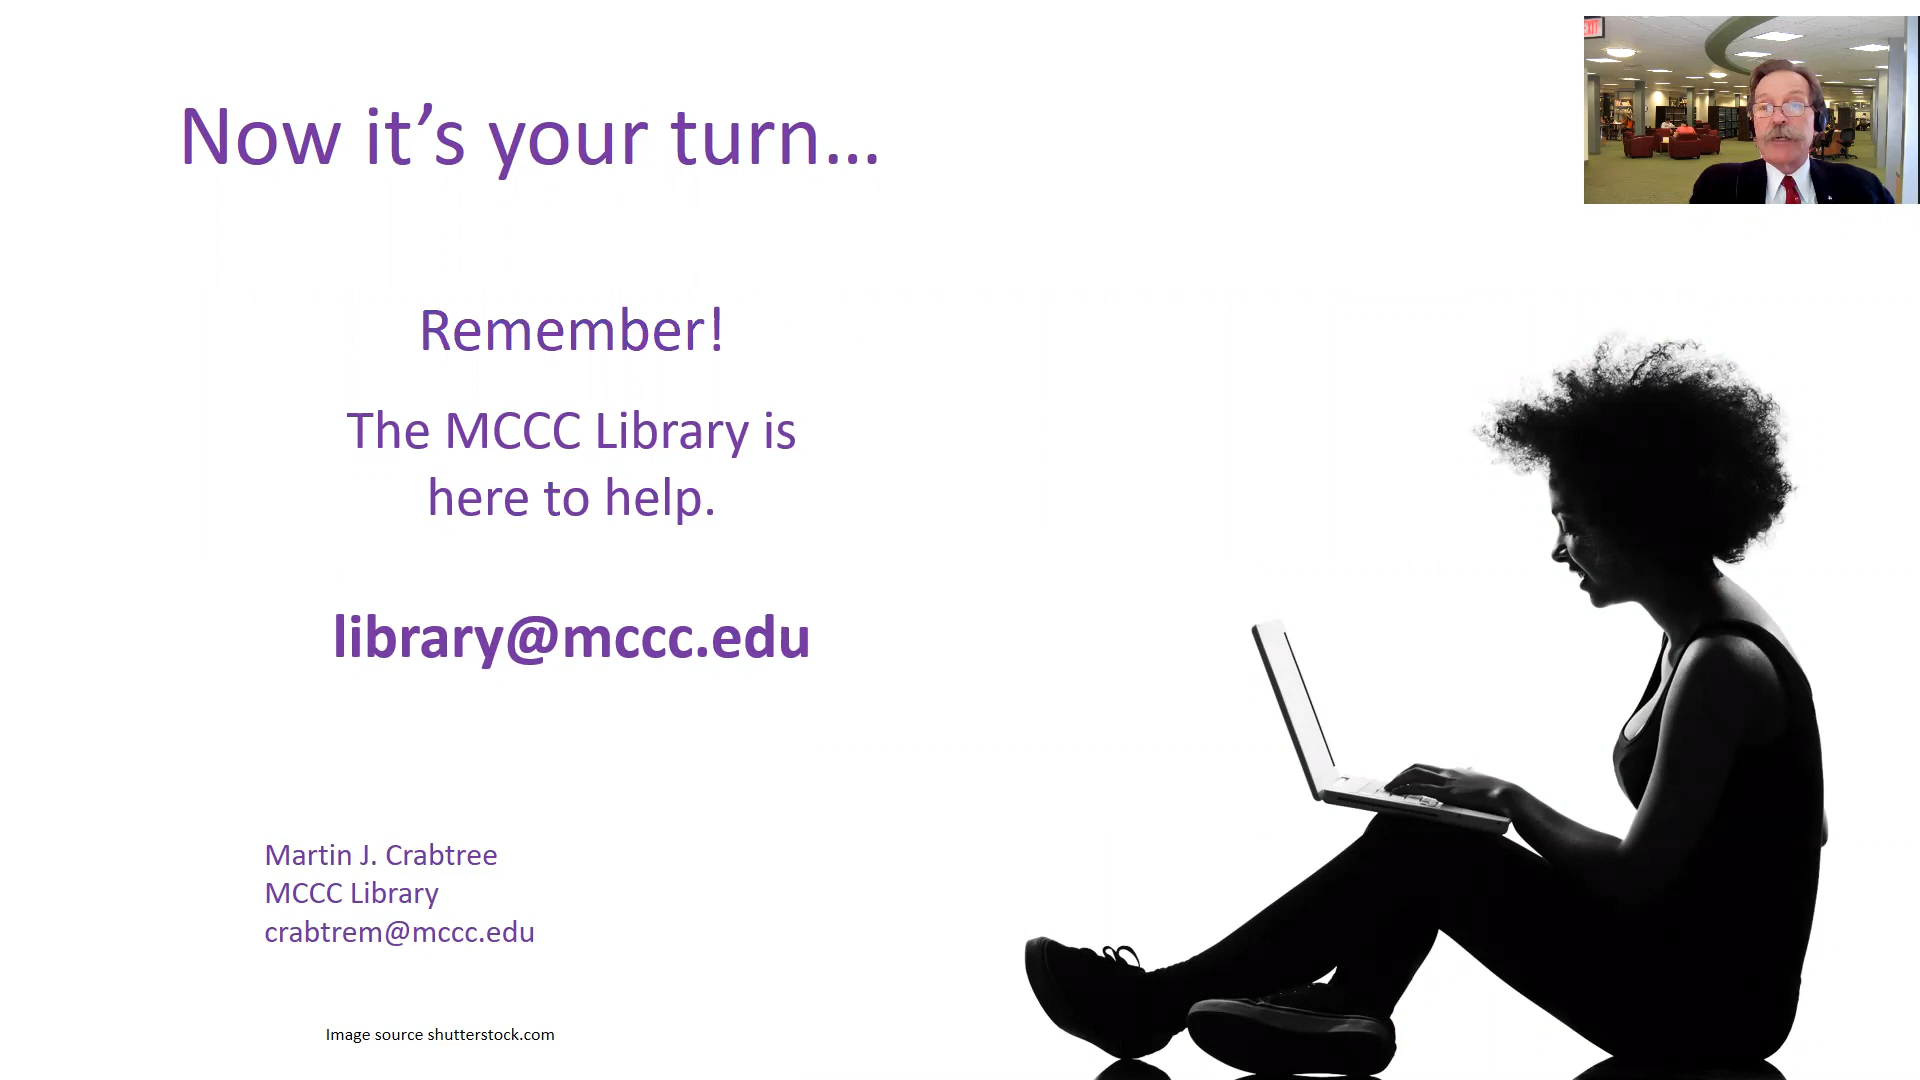 EXIT
Now it’s your turn…
Remember!
The MCCC Library is
here to help.
library@mccc.edu
Martin J. Crabtree
MCCC Library
crabtrem@mccc.edu
Image source shutterstock.com